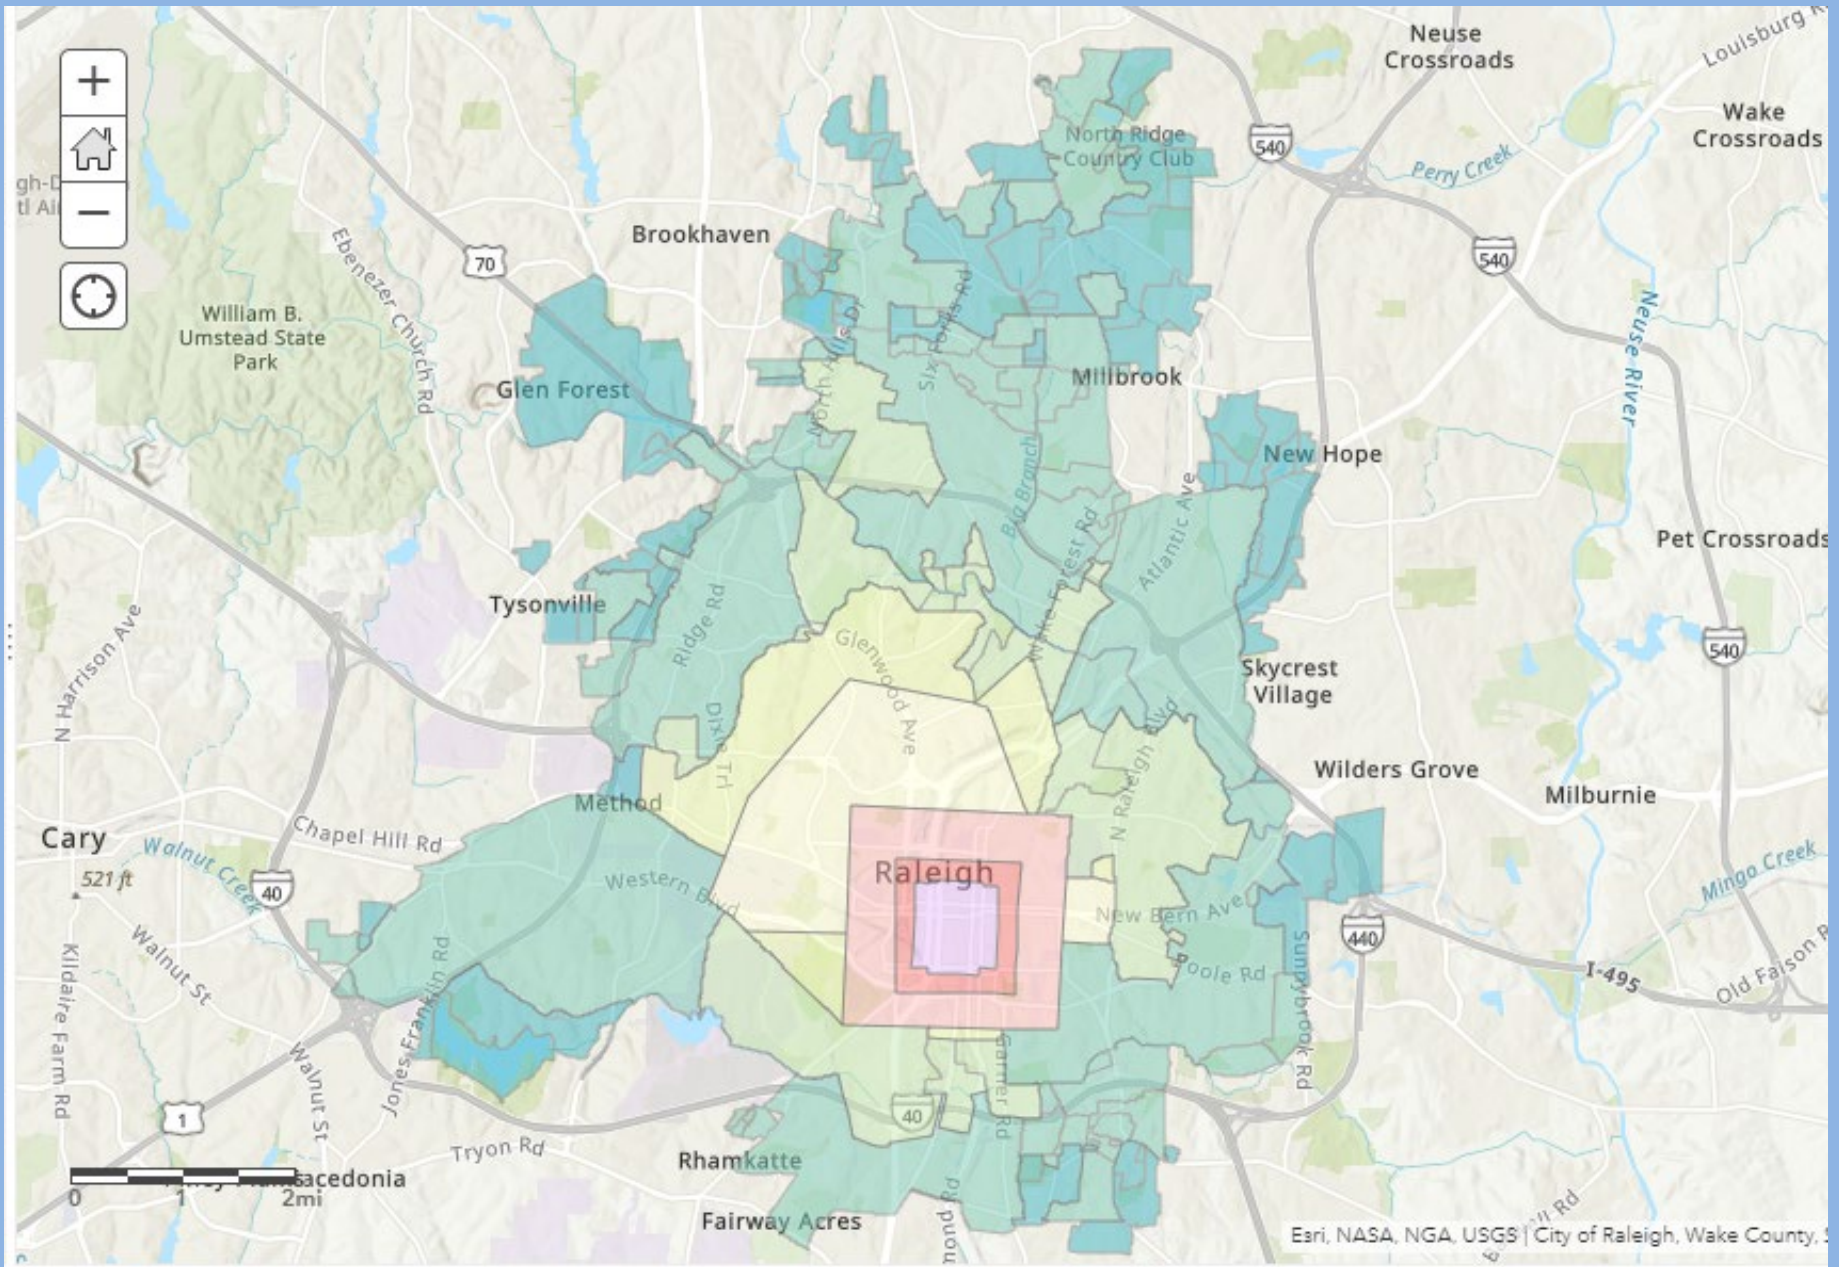 Neuse
Crossroads
Louisburg
Wake
Crossroads
North Ridge
Country Club
540
Perry Creek
gh-D
tl Ai
Brookhaven
70
540
Ebenezer Church Rd
William B.
Umstead State
Park
Neuse River
Six Forks Rd
North Hills Dr
Glen Forest
Millbrook
New Hope
Big Branch
Atlantic Ave
Wake Forest Rd
Pet Crossroads
Tysonville
Ridge Rd
Glenwood Ave
N Harrison Ave
540
Skycrest
Village
Dixie Trl
N Raleigh Blvd
Wilders Grove
Milburnie
Method
Chapel Hill Rd
Cary
Walnut Creek
521 ft
40
Western Blvd
Raleigh
New Bern Ave
Mingo Creek
440
Walnut St
Kildaire Farm Rd
Poole Rd
Sunnybrook Rd
I-495
Old Faison R
Jones Franklin Rd
Walnut St
Garner Rd
1
40
Tryon Rd
Rhamkatte
acedonia
0 1 2mi
Fairway Acres
Rd
Esri, NASA, NGA, USGS | City of Raleigh, Wake County,